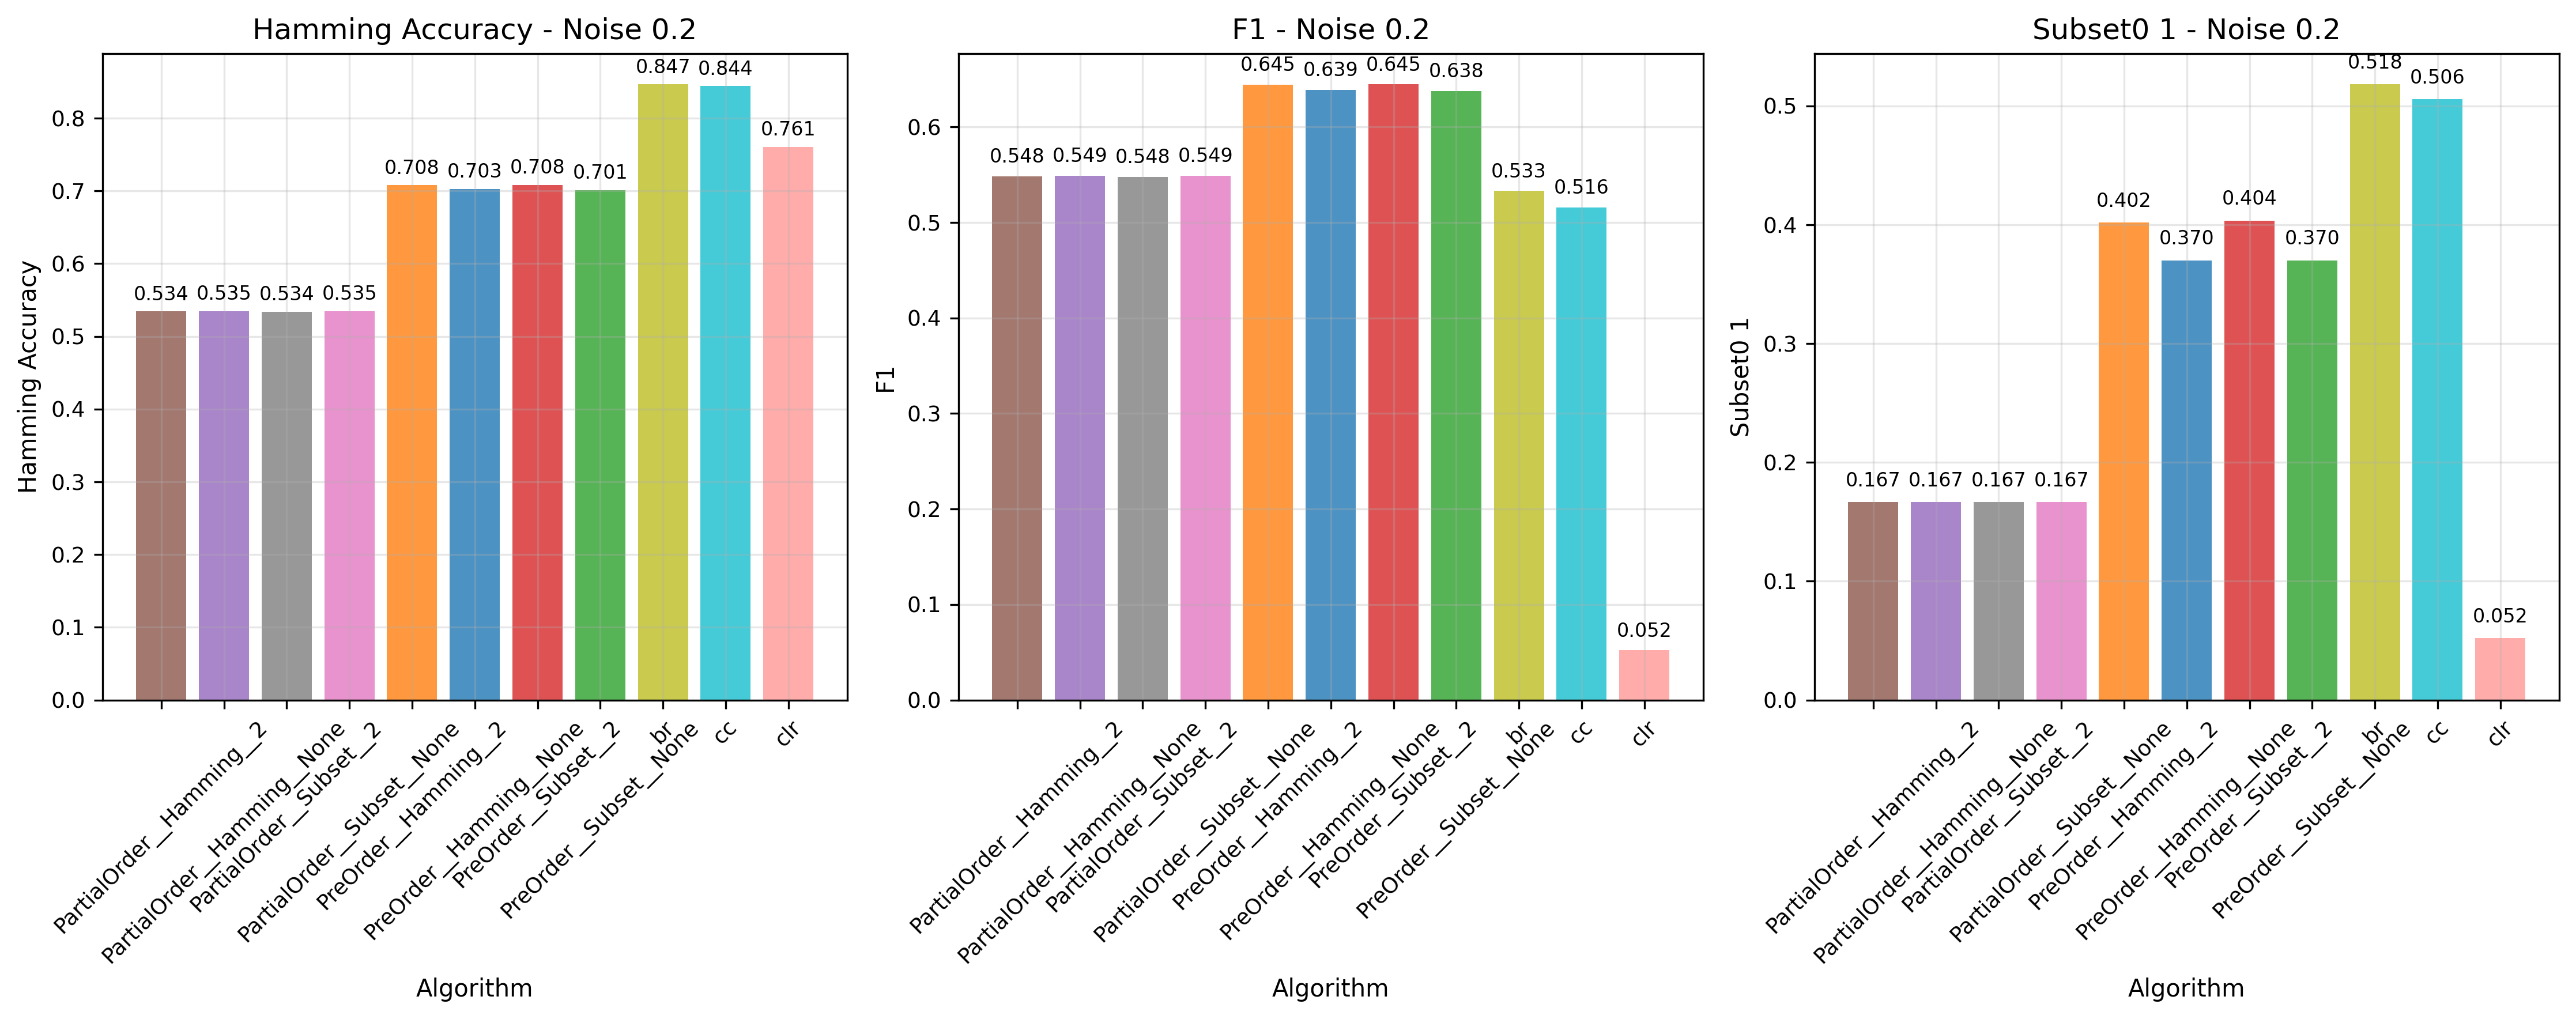 Hamming Accuracy - Noise 0.2
Hamming Accuracy
0.8
0.7
0.6
0.5
0.4
0.3
0.2
0.1
0.0
0.534
0.535
0.534
0.535
0.708
0.703
0.708
0.701
0.847
0.844
0.761
PartialOrder__Hamming__2
PartialOrder__Hamming__None
PartialOrder__Subset__2
PartialOrder__Subset__None
PreOrder__Hamming__2
PreOrder__Hamming__None
PreOrder__Subset__2
PreOrder__Subset__None
br
cc
clr
Algorithm
F1 - Noise 0.2
F1
0.6
0.5
0.4
0.3
0.2
0.1
0.0
0.548
0.549
0.548
0.549
0.645
0.639
0.645
0.638
0.533
0.516
0.052
PartialOrder__Hamming__2
PartialOrder__Hamming__None
PartialOrder__Subset__2
PartialOrder__Subset__None
PreOrder__Hamming__2
PreOrder__Hamming__None
PreOrder__Subset__2
PreOrder__Subset__None
br
cc
clr
Algorithm
Subset0 1 - Noise 0.2
Subset0 1
0.5
0.4
0.3
0.2
0.1
0.0
0.167
0.167
0.167
0.167
0.402
0.370
0.404
0.370
0.518
0.506
0.052
PartialOrder__Hamming__2
PartialOrder__Hamming__None
PartialOrder__Subset__2
PartialOrder__Subset__None
PreOrder__Hamming__2
PreOrder__Hamming__None
PreOrder__Subset__2
PreOrder__Subset__None
br
cc
clr
Algorithm